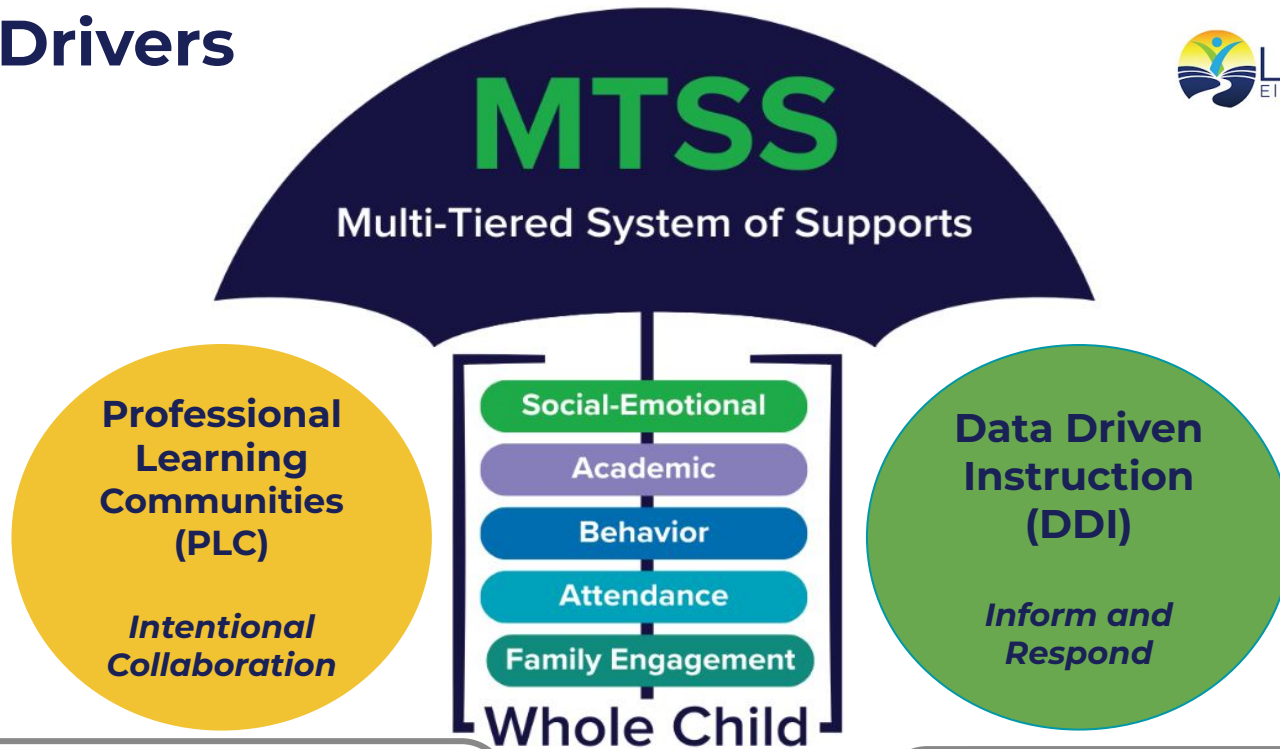 Drivers
MTSS
Multi-Tiered System of Supports
Professional
Learning
Communities
(PLC)
Intentional
Collaboration
Social-Emotional
Academic
Behavior
Attendance
Family Engagement
Whole Child
Data Driven
Instruction
(DDI)
Inform and
Respond